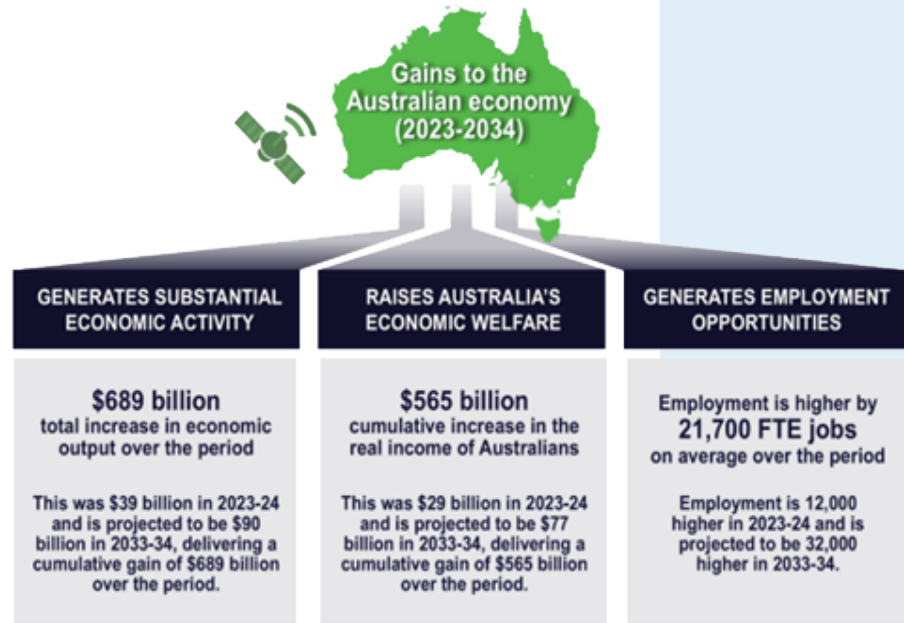 Gains to the
Australian economy
(2023-2034)
GENERATES SUBSTANTIAL
ECONOMIC ACTIVITY
$689 billion
total increase in economic
output over the period
This was $39 billion in 2023-24
and is projected to be $90
billion in 2033-34, delivering a
cumulative gain of $689 billion
over the period.
RAISES AUSTRALIA'S
ECONOMIC WELFARE
$565 billion
cumulative increase in the
real income of Australians
This was $29 billion in 2023-24
and is projected to be $77
billion in 2033-34, delivering a
cumulative gain of $565 billion
over the period.
GENERATES EMPLOYMENT
OPPORTUNITIES
Employment is higher by
21,700 FTE jobs
on average over the period
Employment is 12,000
higher in 2023-24 and is
projected to be 32,000
higher in 2033-34.